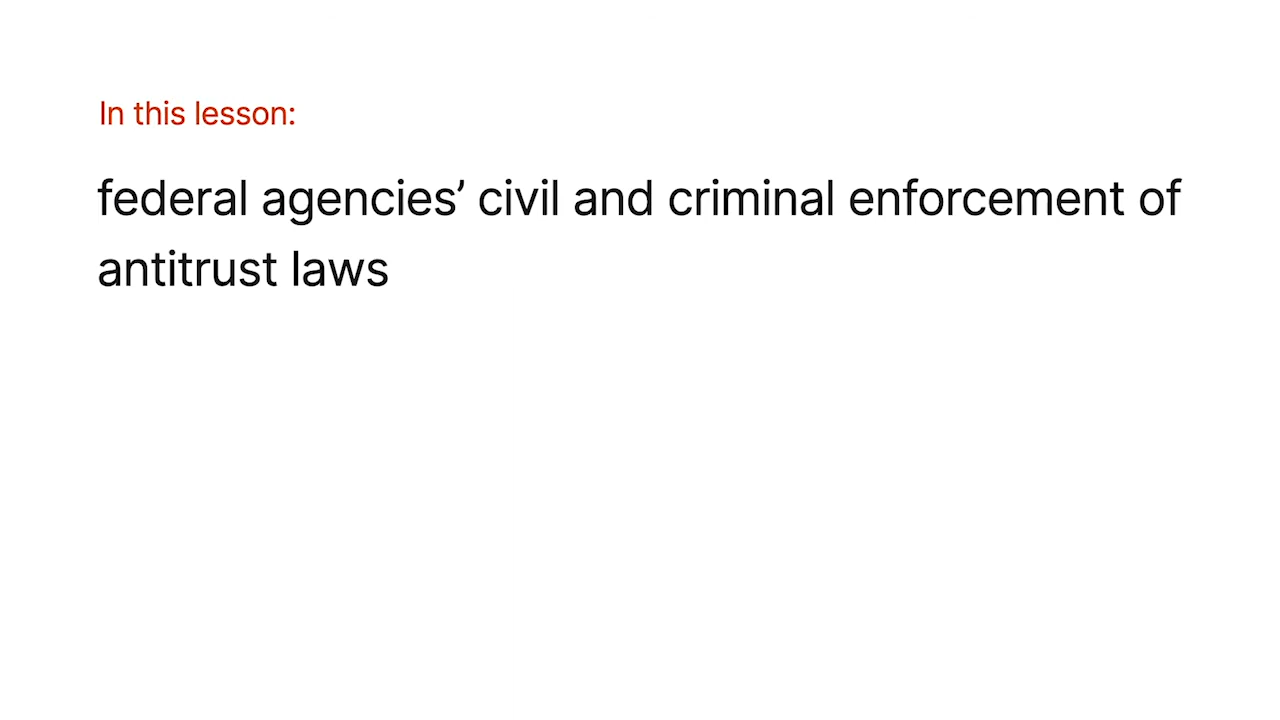 In this lesson:
federal agencies’ civil and criminal enforcement of
antitrust laws